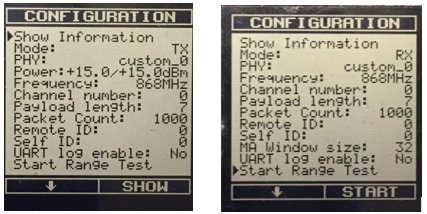 CONFIGURATION
▶Show Information
Mode: TX
PHY: custom_0
Power:+15.0/+15.0dBm
Frequency: 868MHz
Channel number: 0
Payload length: 7
Packet Count: 1000
Remote ID: 0
Self ID: 0
UART log enable: No
Start Range Test
↓ SHOW
CONFIGURATION
Show Information
Mode: RX
PHY: custom_0
Frequency: 868MHz
Channel number: 0
Payload length: 7
Packet Count: 1000
Remote ID: 0
Self ID: 0
MA Window size: 32
UART log enable: No
▶Start Range Test
↓ START